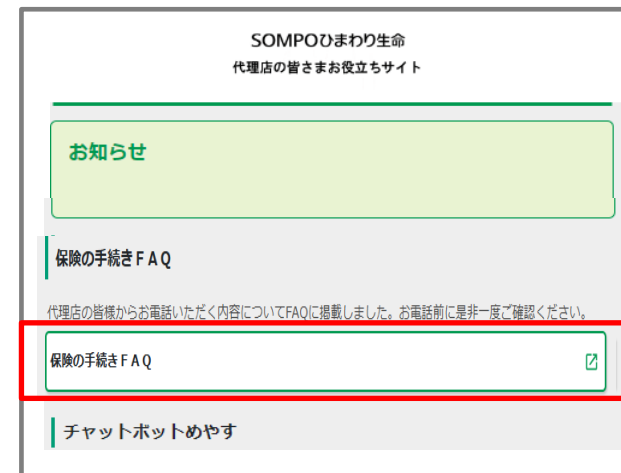 SOMPOひまわり生命
代理店の皆さまお役立ちサイト
お知らせ
保険の手続きＦＡＱ
代理店の皆様からお電話いただく内容についてFAQに掲載しました。お電話前に是非一度ご確認ください。
保険の手続きＦＡＱ
チャットボットめやす